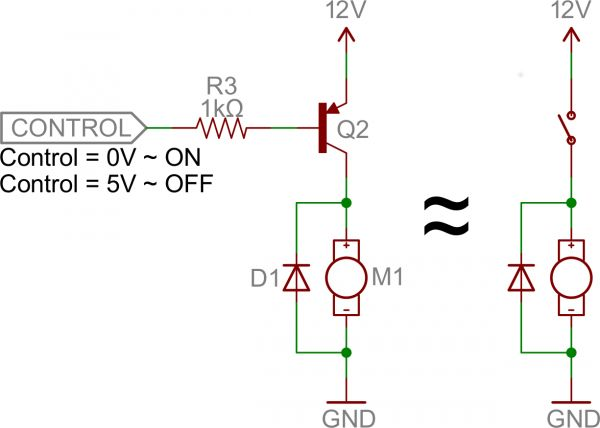 12V
12V
R3
1kΩ
CONTROL
Q2
Control = 0V ~ ON
Control = 5V ~ OFF
≈
D1
+
M1
-
+
-
GND
GND